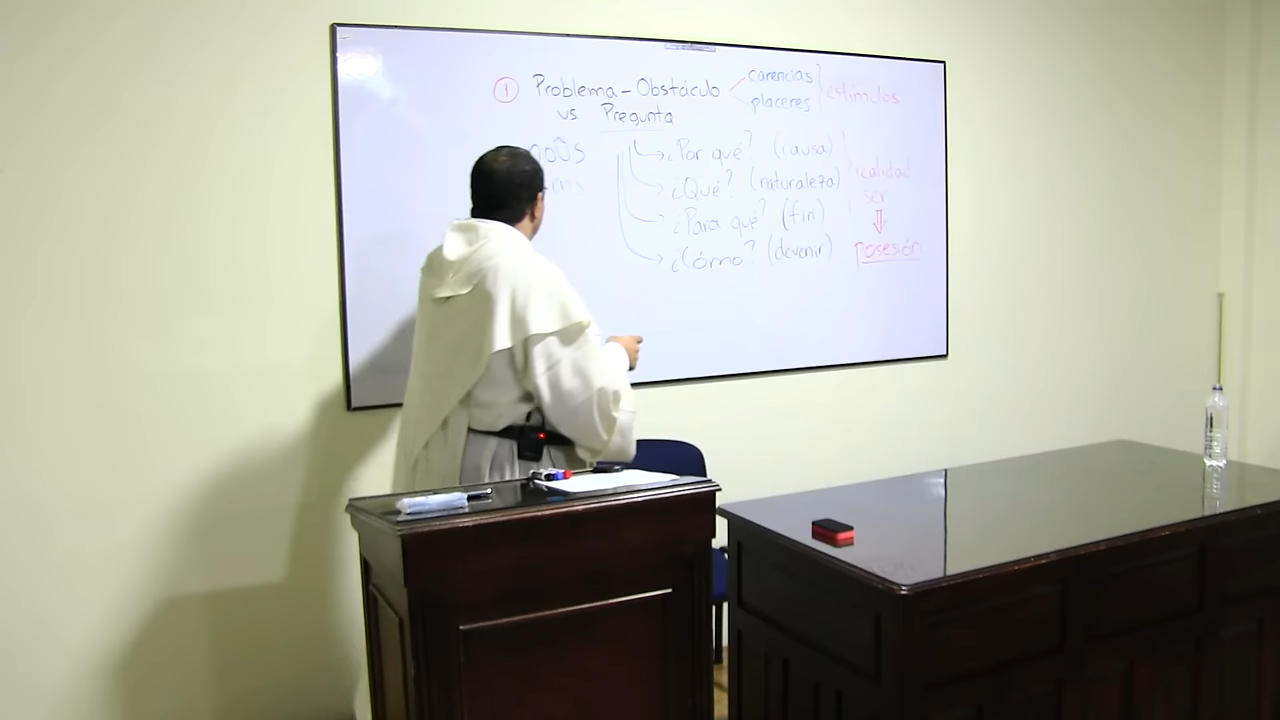 1 Problema – Obstáculo
vs. Pregunta
carencias
placeres
estímulos
¿Por qué? (causa)
¿Qué? (naturaleza)
¿Para qué? (fin)
¿Cómo? (devenir)
realidad
ser
⇓
posesión